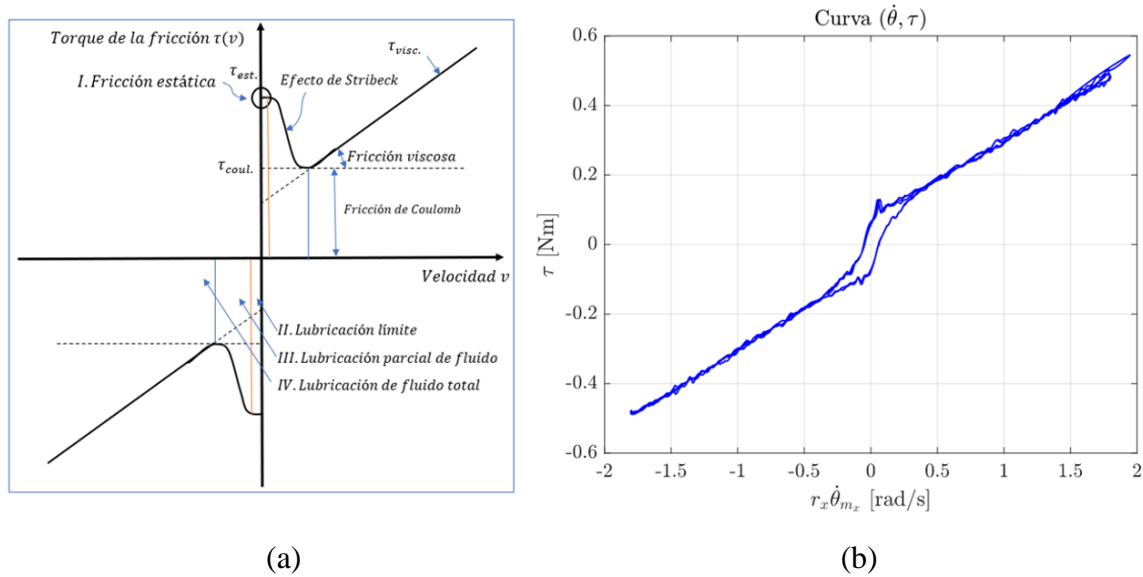 Torque de la fricción τ(v)
τ_visc.
τ_est.
I. Fricción estática
Efecto de Stribeck
τ_coul.
Fricción viscosa
Fricción de Coulomb
Velocidad v
II. Lubricación límite
III. Lubricación parcial de fluido
IV. Lubricación de fluido total
(a)
Curva (θ̇, τ)
0.6
0.4
0.2
0
-0.2
-0.4
-0.6
τ [Nm]
-2 -1.5 -1 -0.5 0 0.5 1 1.5 2
r_x θ̇_{m_x} [rad/s]
(b)